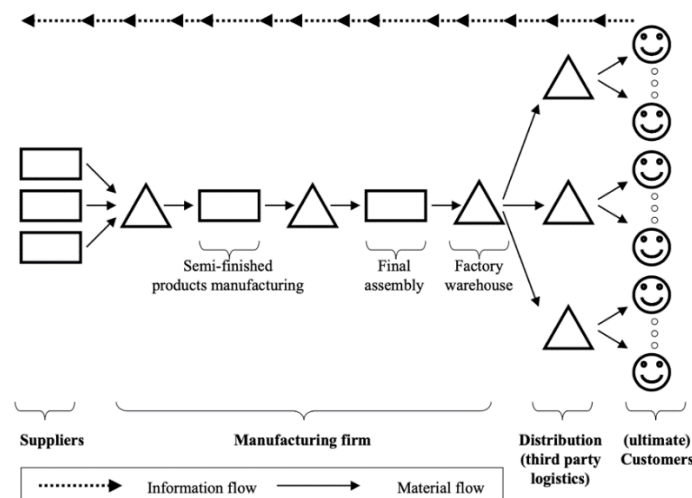 Semi-finished
products manufacturing
Final
assembly
Factory
warehouse
Suppliers
Manufacturing firm
Distribution
(third party
logistics)
(ultimate)
Customers
Information flow
Material flow